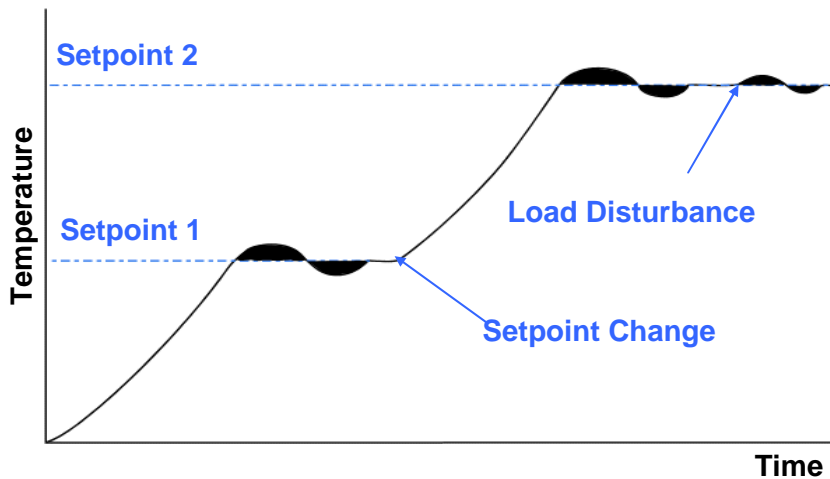 Setpoint 2
Setpoint 1
Load Disturbance
Setpoint Change
Temperature
Time